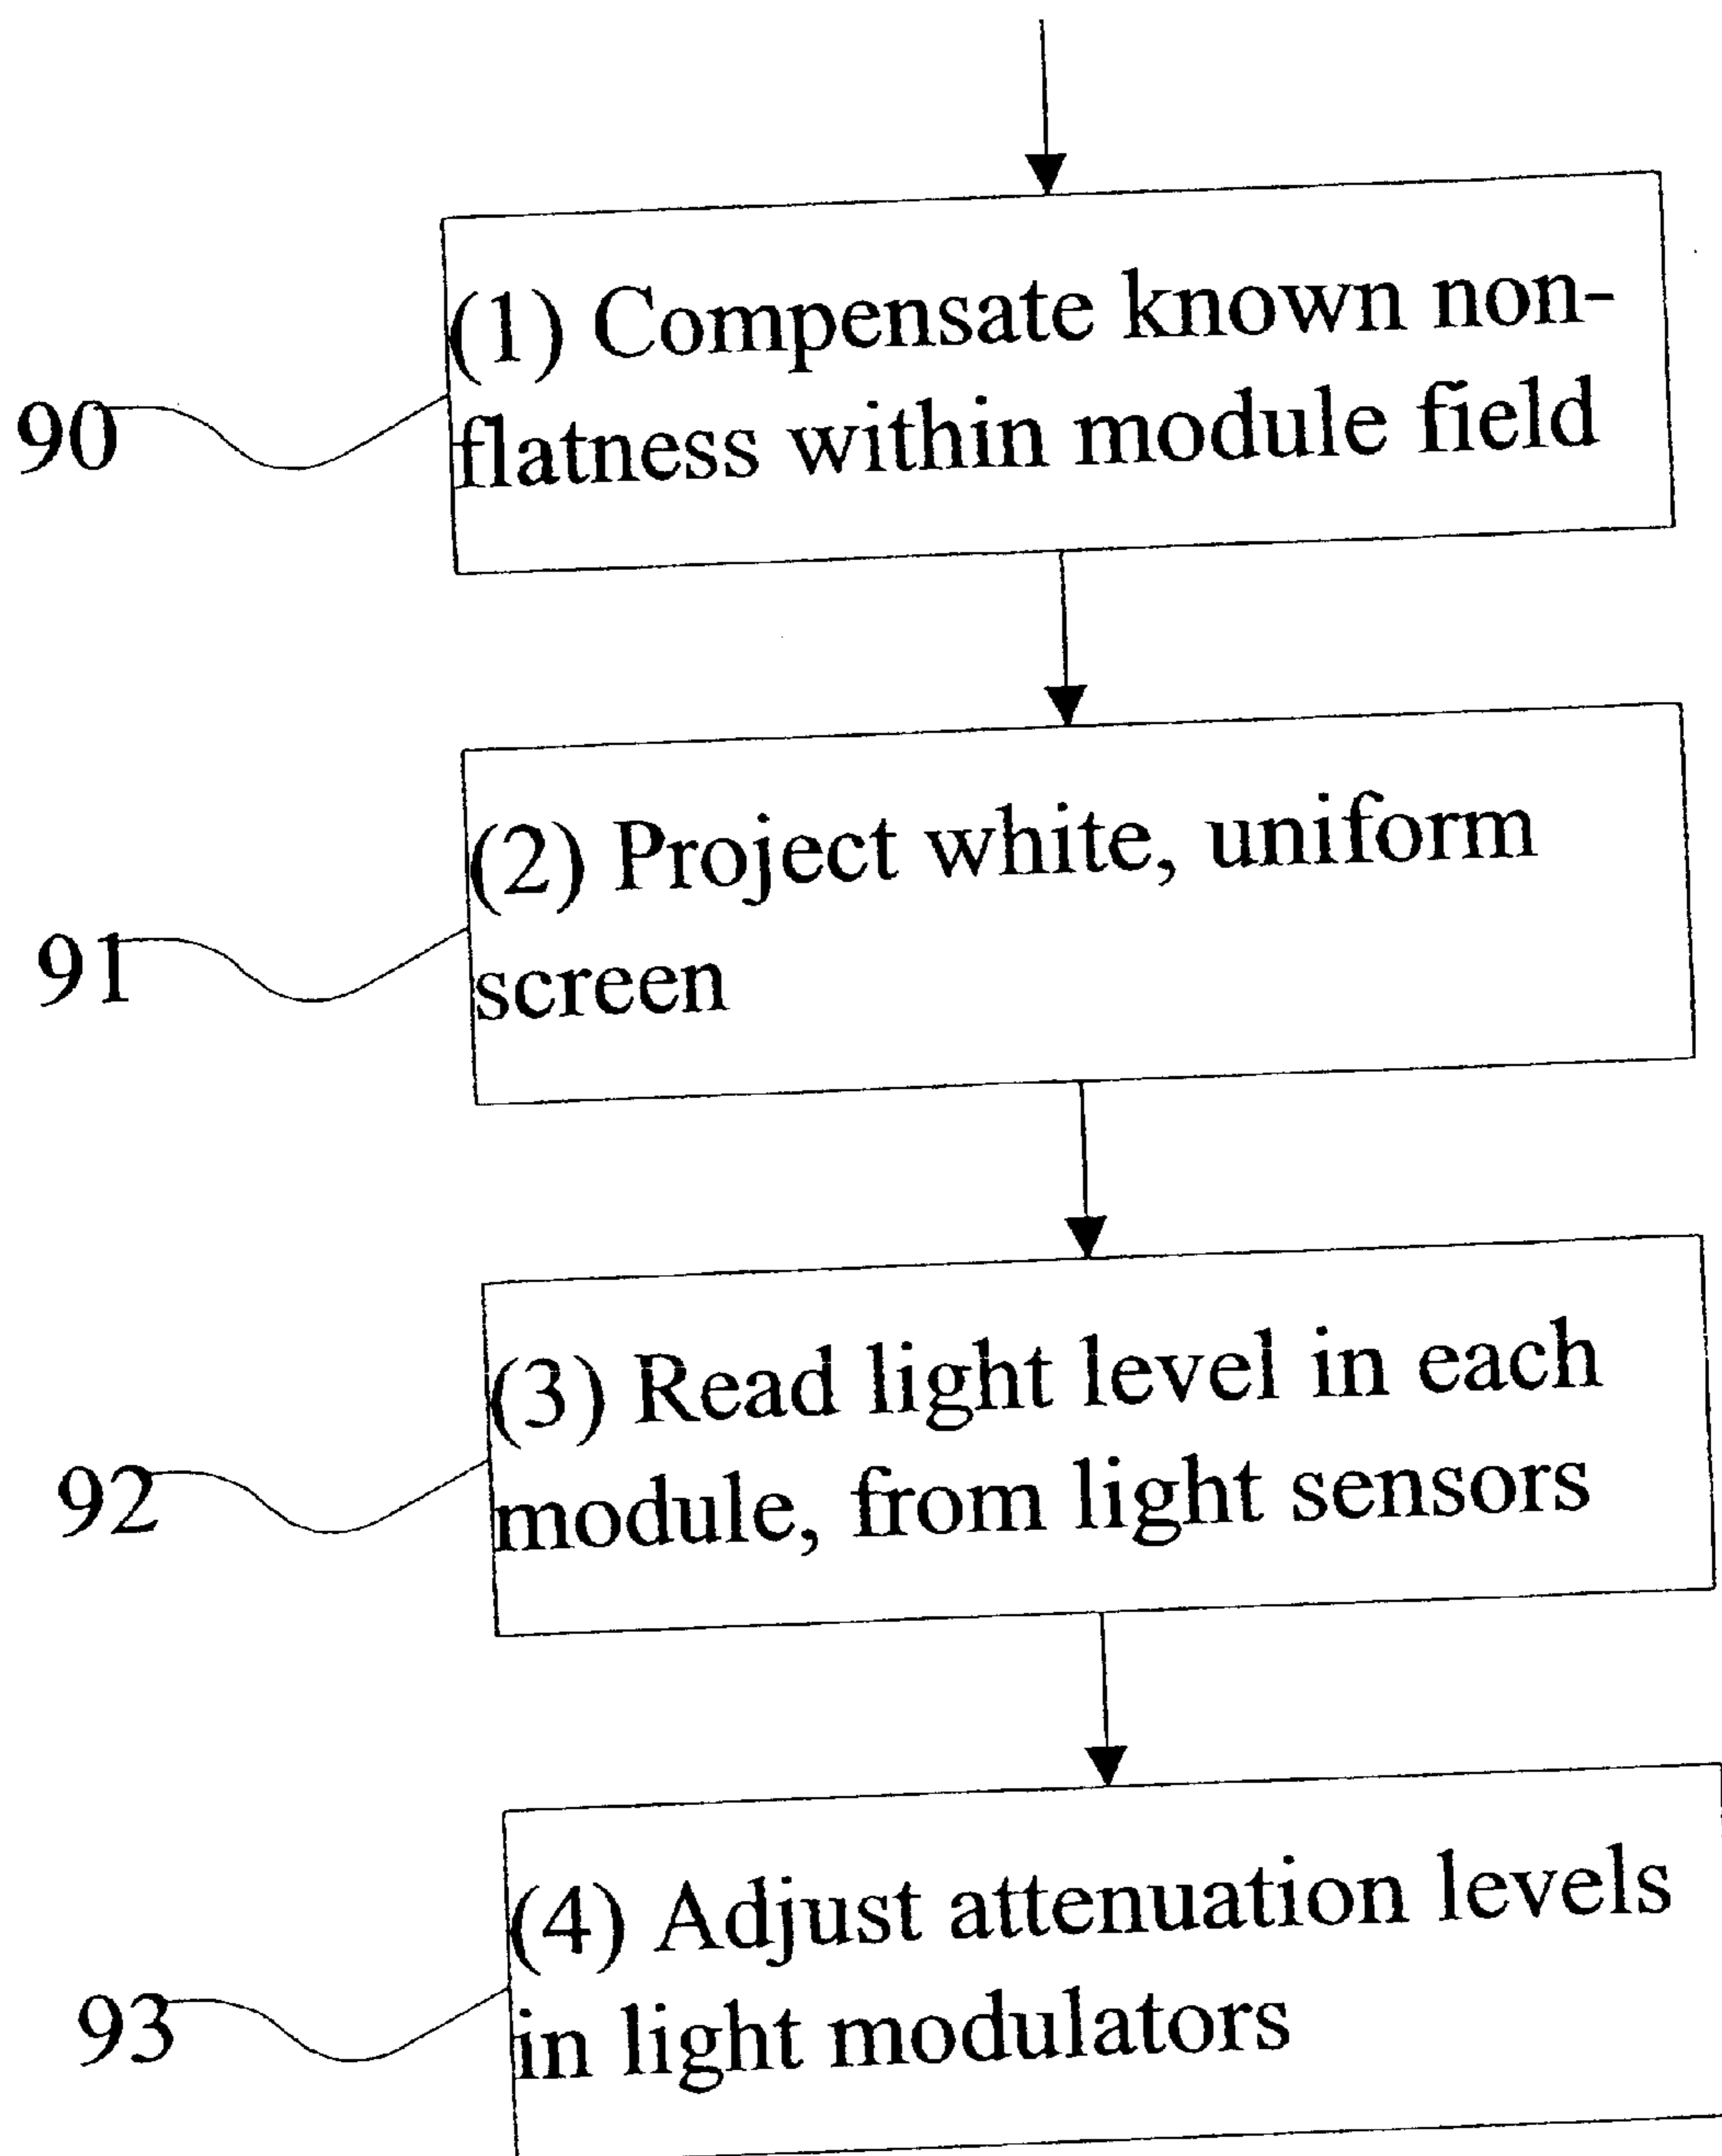 (1) Compensate known non-
flatness within module field
90
(2) Project white, uniform
screen
91
(3) Read light level in each
module, from light sensors
92
(4) Adjust attenuation levels
in light modulators
93